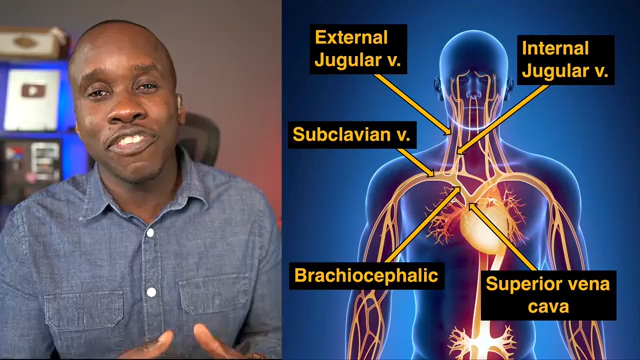 External
Jugular v.
Internal
Jugular v.
Subclavian v.
Brachiocephalic
Superior vena
cava